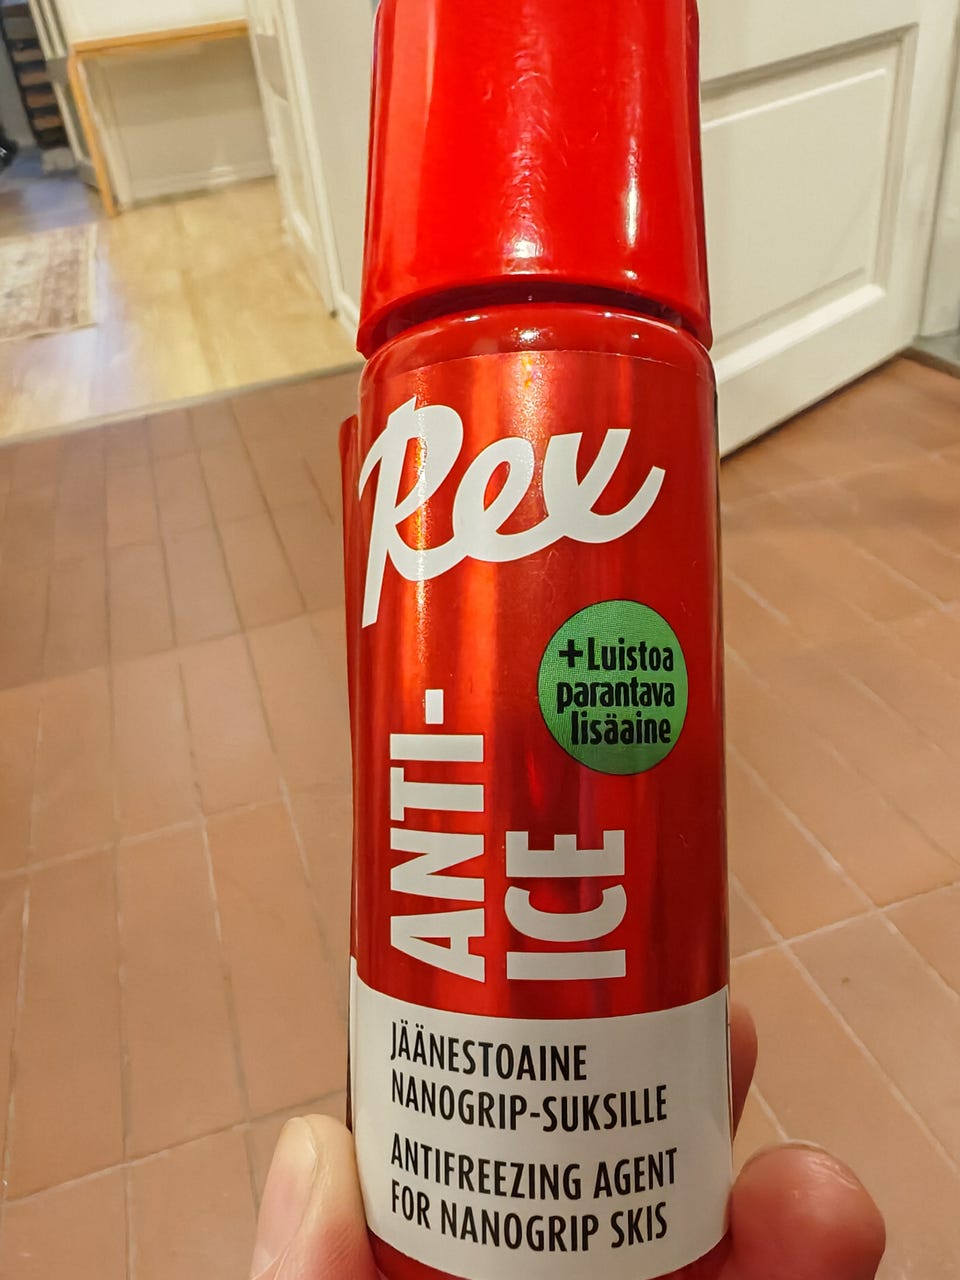 Rex
+Luistoa
parantava
lisäaine
ANTI-
ICE
JÄÄNESTOAINE
NANOGRIP-SUKSILLE
ANTIFREEZING AGENT
FOR NANOGRIP SKIS